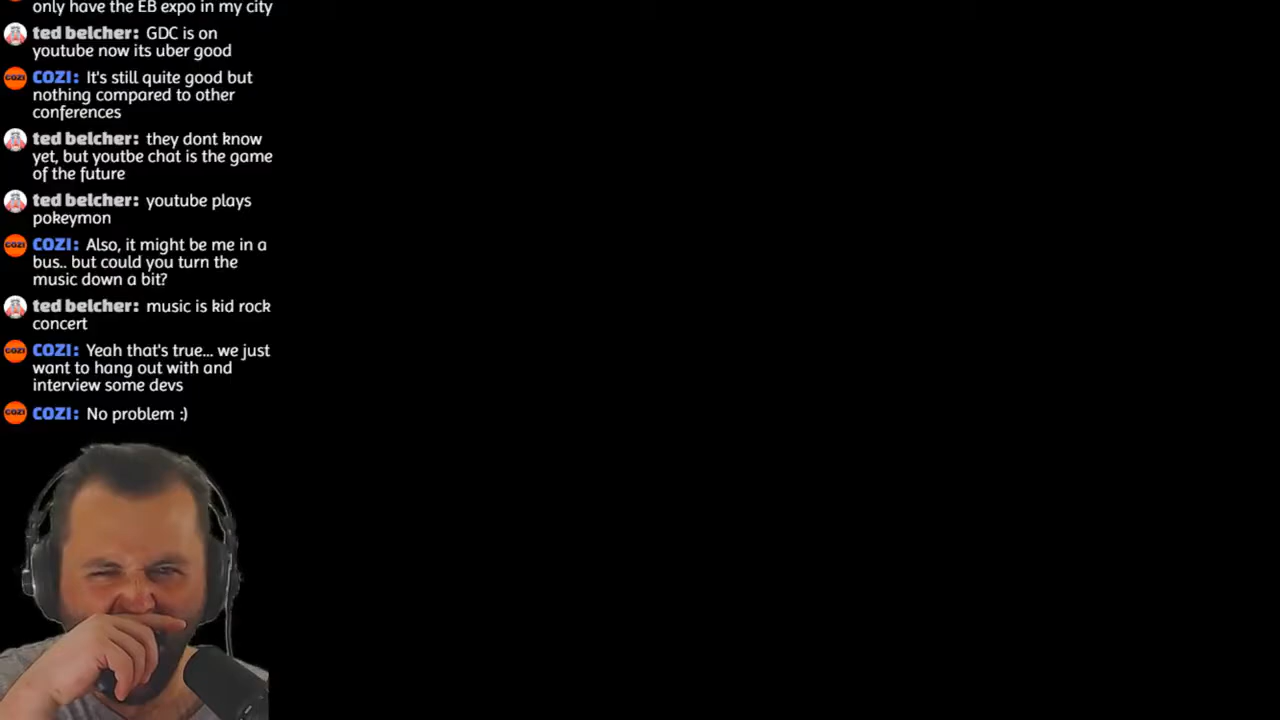 only have the EB expo in my city
ted belcher: GDC is on
youtube now its uber good
COZI COZI: It's still quite good but
nothing compared to other
conferences
ted belcher: they dont know
yet, but youtbe chat is the game
of the future
ted belcher: youtube plays
pokeymon
COZI COZI: Also, it might be me in a
bus.. but could you turn the
music down a bit?
ted belcher: music is kid rock
concert
COZI COZI: Yeah that's true... we just
want to hang out with and
interview some devs
COZI COZI: No problem :)